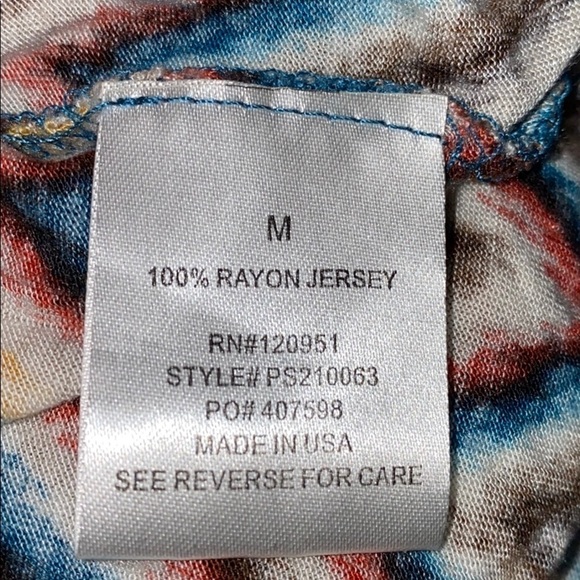 M
100% RAYON JERSEY
RN#120951
STYLE# PS210063
PO# 407598
MADE IN USA
SEE REVERSE FOR CARE